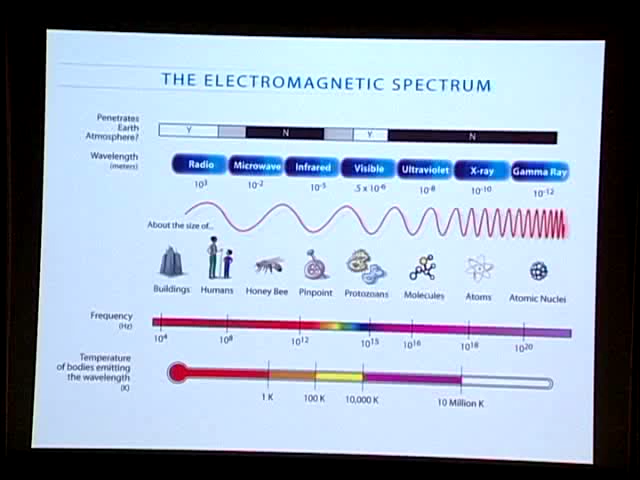 THE ELECTROMAGNETIC SPECTRUM
Penetrates
Earth
Atmosphere?
Y N Y N
Wavelength
(meters)
Radio Microwave Infrared Visible Ultraviolet X-ray Gamma Ray
10³ 10⁻² 10⁻⁵ .5 x 10⁻⁶ 10⁻⁸ 10⁻¹⁰ 10⁻¹²
About the size of...
Buildings Humans Honey Bee Pinpoint Protozoans Molecules Atoms Atomic Nuclei
Frequency
(Hz)
10⁴ 10⁸ 10¹² 10¹⁵ 10¹⁶ 10¹⁸ 10²⁰
Temperature
of bodies emitting
the wavelength
(K)
1 K 100 K 10,000 K 10 Million K